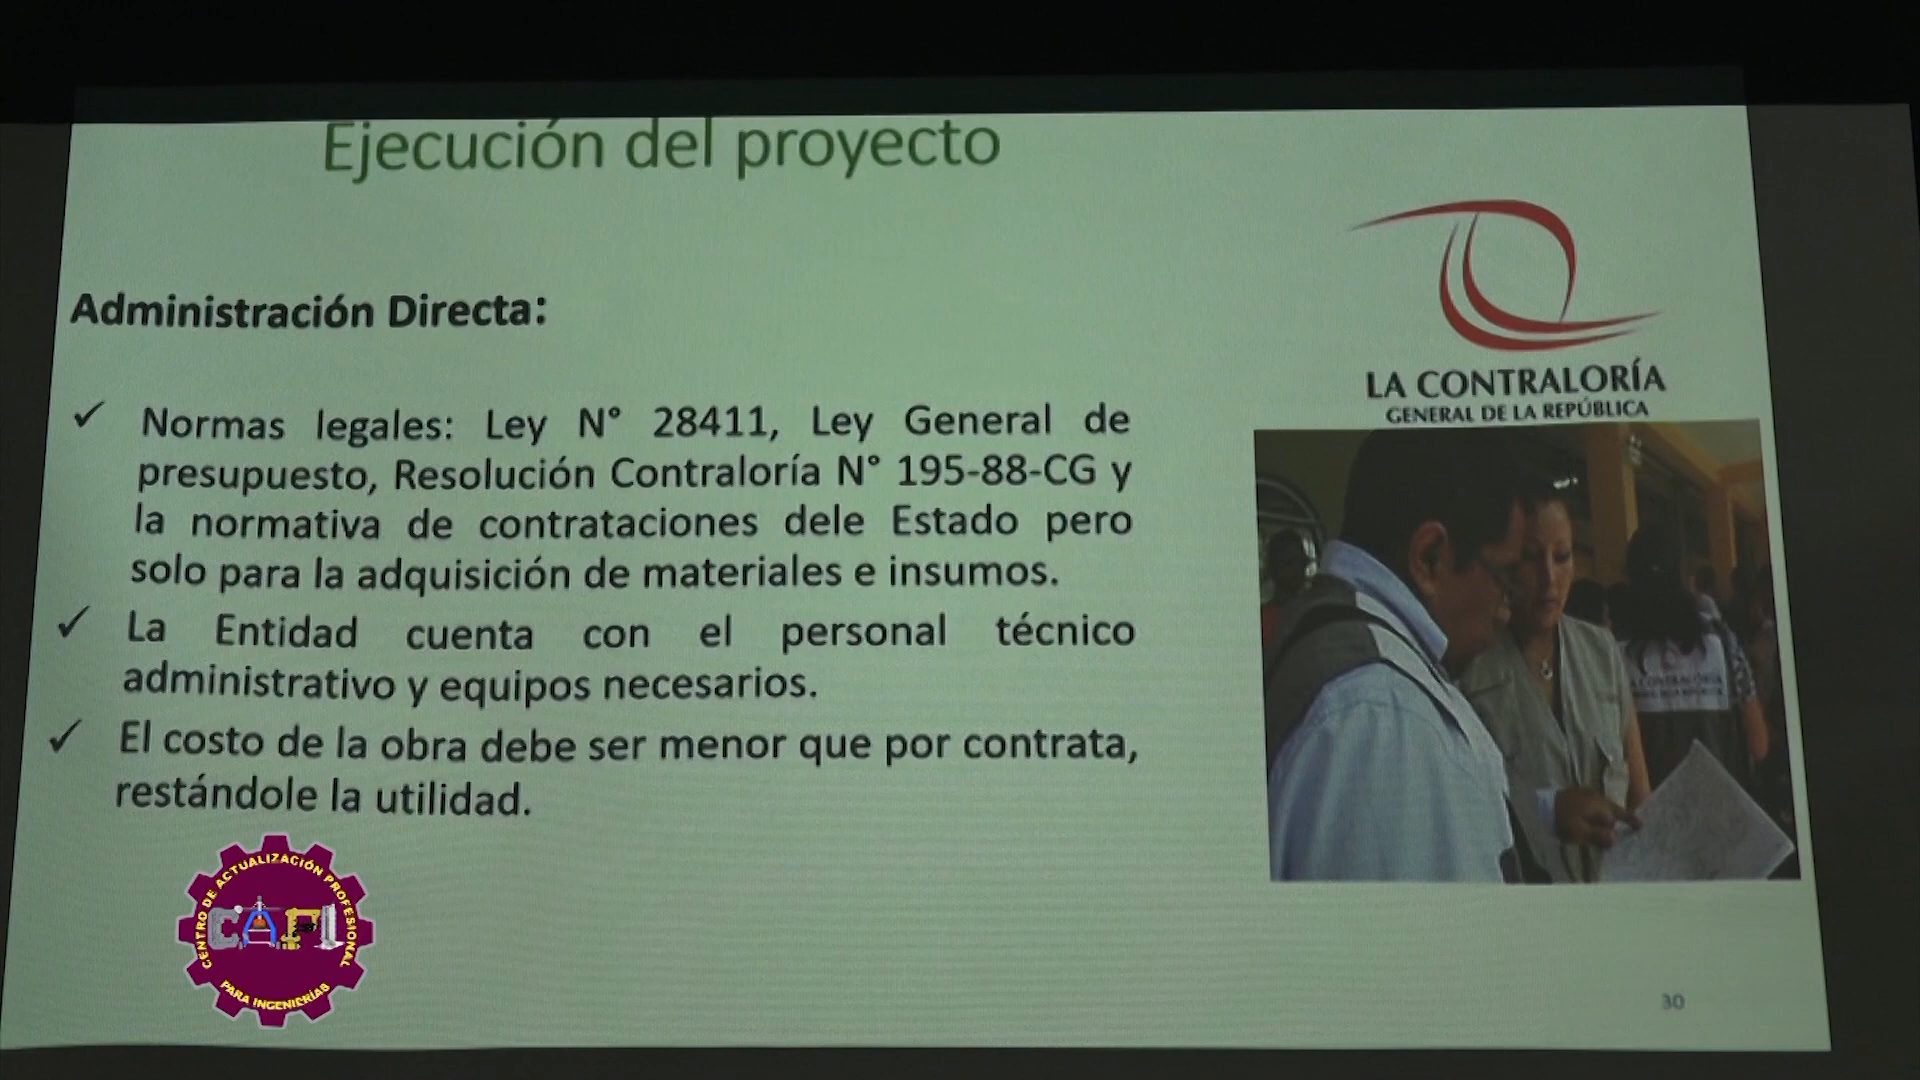 Ejecución del proyecto
Administración Directa:
✓ Normas legales: Ley N° 28411, Ley General de
presupuesto, Resolución Contraloría N° 195-88-CG y
la normativa de contrataciones dele Estado pero
solo para la adquisición de materiales e insumos.
✓ La Entidad cuenta con el personal técnico
administrativo y equipos necesarios.
✓ El costo de la obra debe ser menor que por contrata,
restándole la utilidad.
LA CONTRALORÍA
GENERAL DE LA REPÚBLICA
CENTRO DE ACTUALIZACIÓN PROFESIONAL
CAPI
PARA INGENIERÍAS
30